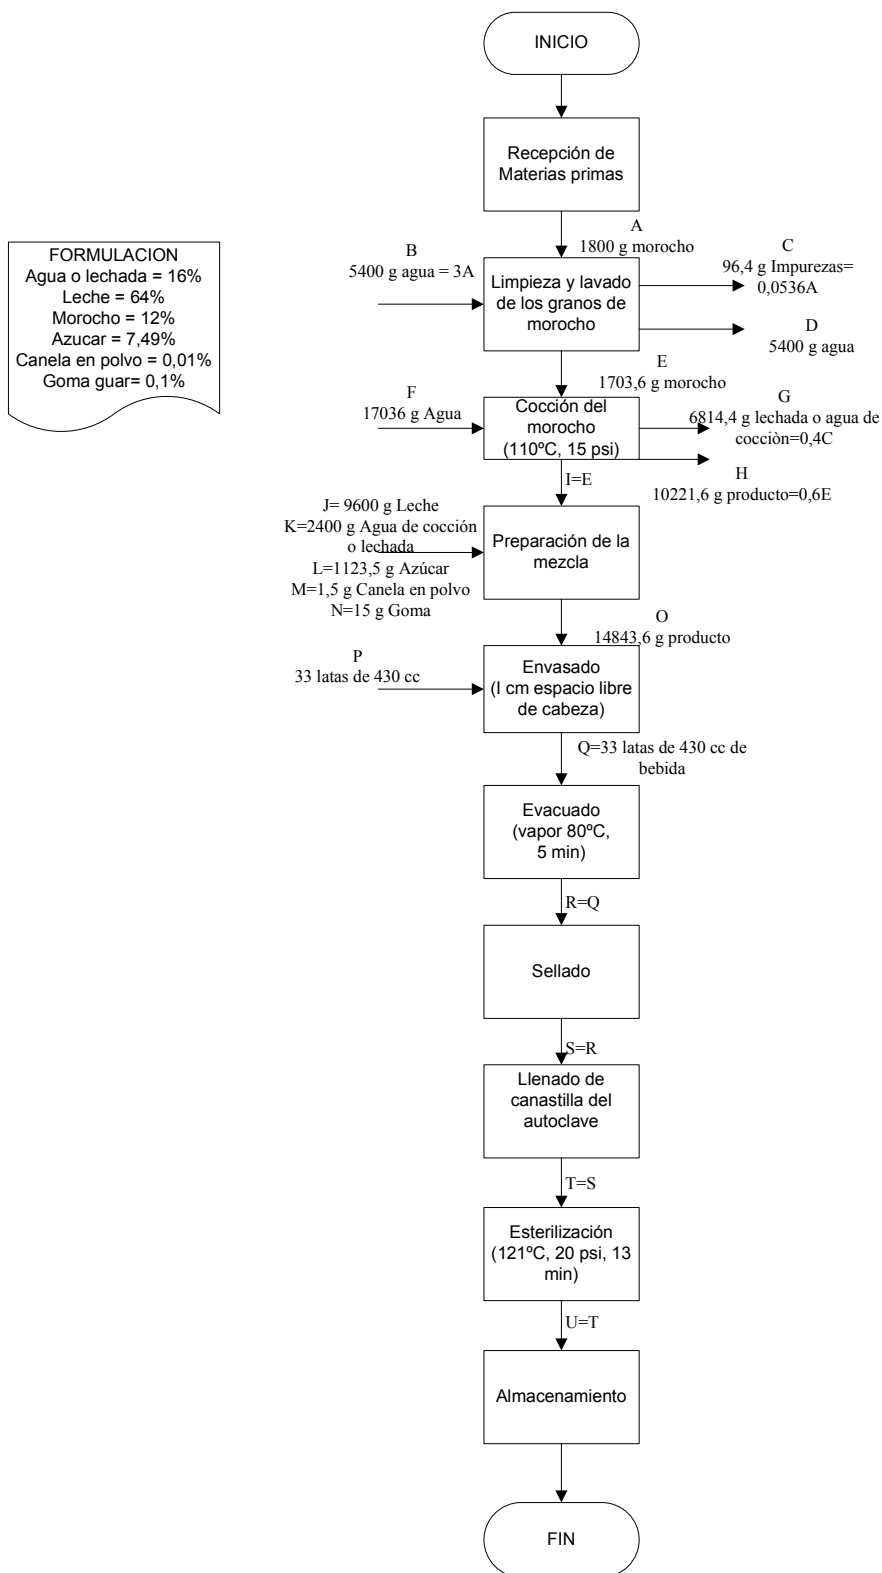 INICIO
Recepción de
Materias primas
FORMULACION
Agua o lechada = 16%
Leche = 64%
Morocho = 12%
Azucar = 7,49%
Canela en polvo = 0,01%
Goma guar= 0,1%
A
1800 g morocho
B
5400 g agua = 3A
C
96,4 g Impurezas=
0,0536A
Limpieza y lavado
de los granos de
morocho
D
5400 g agua
E
1703,6 g morocho
F
17036 g Agua
Cocción del
morocho
(110ºC, 15 psi)
G
6814,4 g lechada o agua de
cocciòn=0,4C
H
10221,6 g producto=0,6E
I=E
J= 9600 g Leche
K=2400 g Agua de cocción
o lechada
L=1123,5 g Azúcar
M=1,5 g Canela en polvo
N=15 g Goma
Preparación de la
mezcla
O
14843,6 g producto
P
33 latas de 430 cc
Envasado
(I cm espacio libre
de cabeza)
Q=33 latas de 430 cc de
bebida
Evacuado
(vapor 80ºC,
5 min)
R=Q
Sellado
S=R
Llenado de
canastilla del
autoclave
T=S
Esterilización
(121ºC, 20 psi, 13
min)
U=T
Almacenamiento
FIN